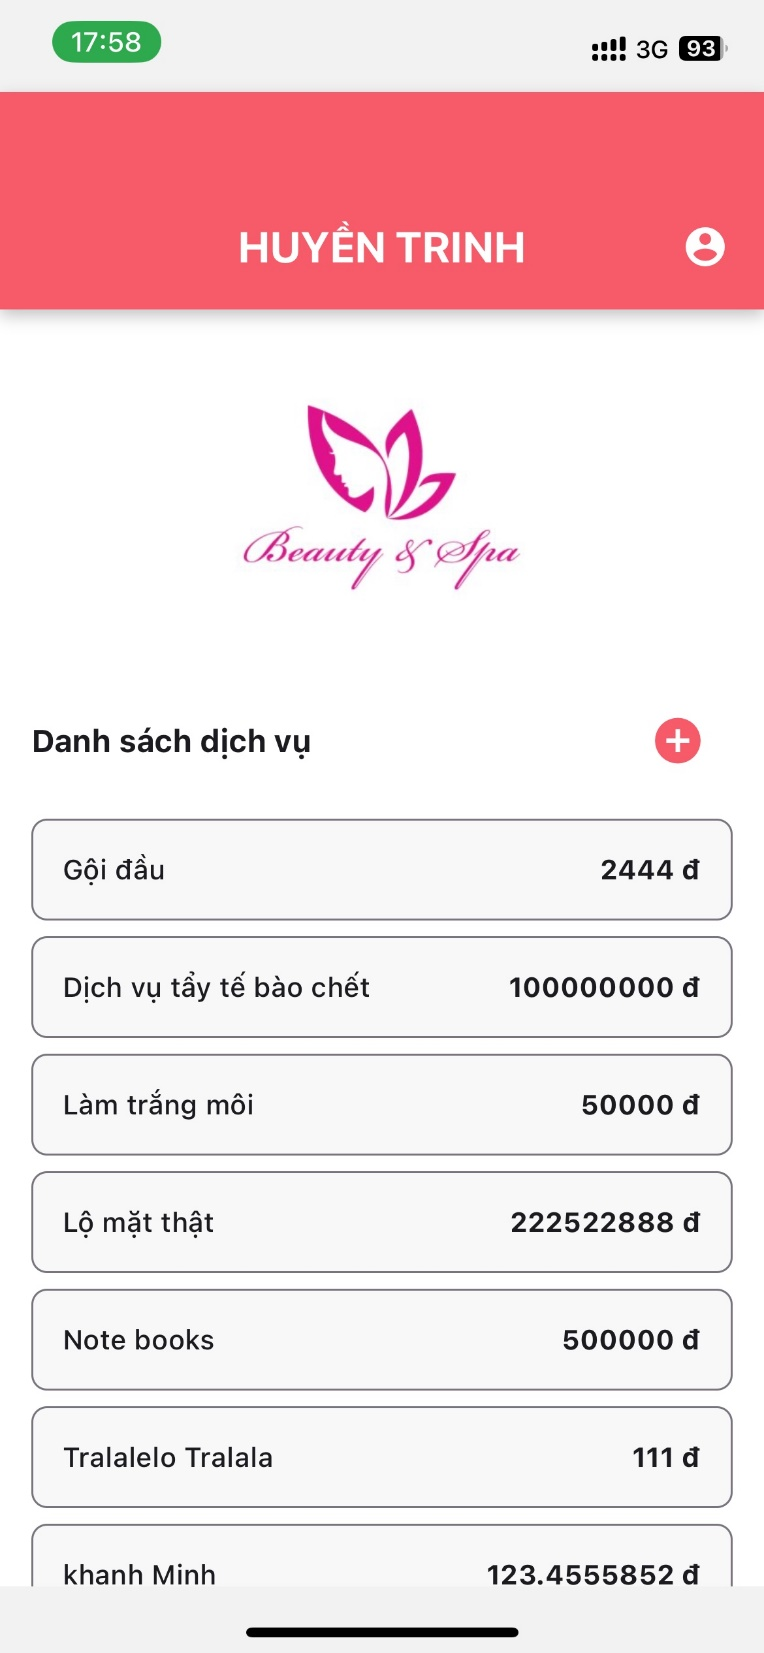 17:58
3G 93
HUYỀN TRINH
Beauty & Spa
Danh sách dịch vụ
Gội đầu 2444 đ
Dịch vụ tẩy tế bào chết 100000000 đ
Làm trắng môi 50000 đ
Lộ mặt thật 222522888 đ
Note books 500000 đ
Tralalelo Tralala 111 đ
khanh Minh 123.4555852 đ